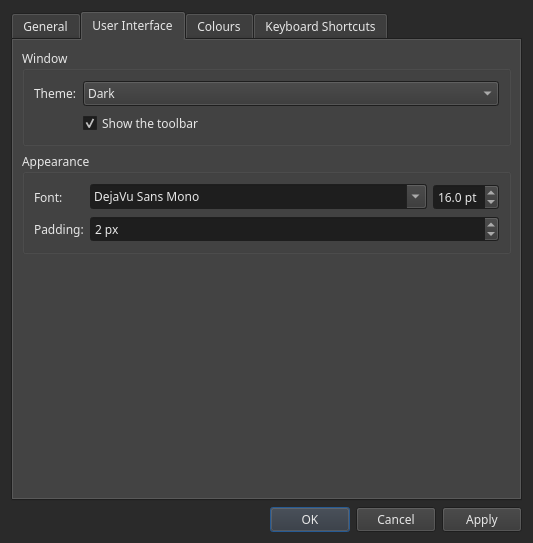 General User Interface Colours Keyboard Shortcuts
Window
Theme: Dark
Show the toolbar
Appearance
Font: DejaVu Sans Mono 16.0 pt
Padding: 2 px
OK Cancel Apply